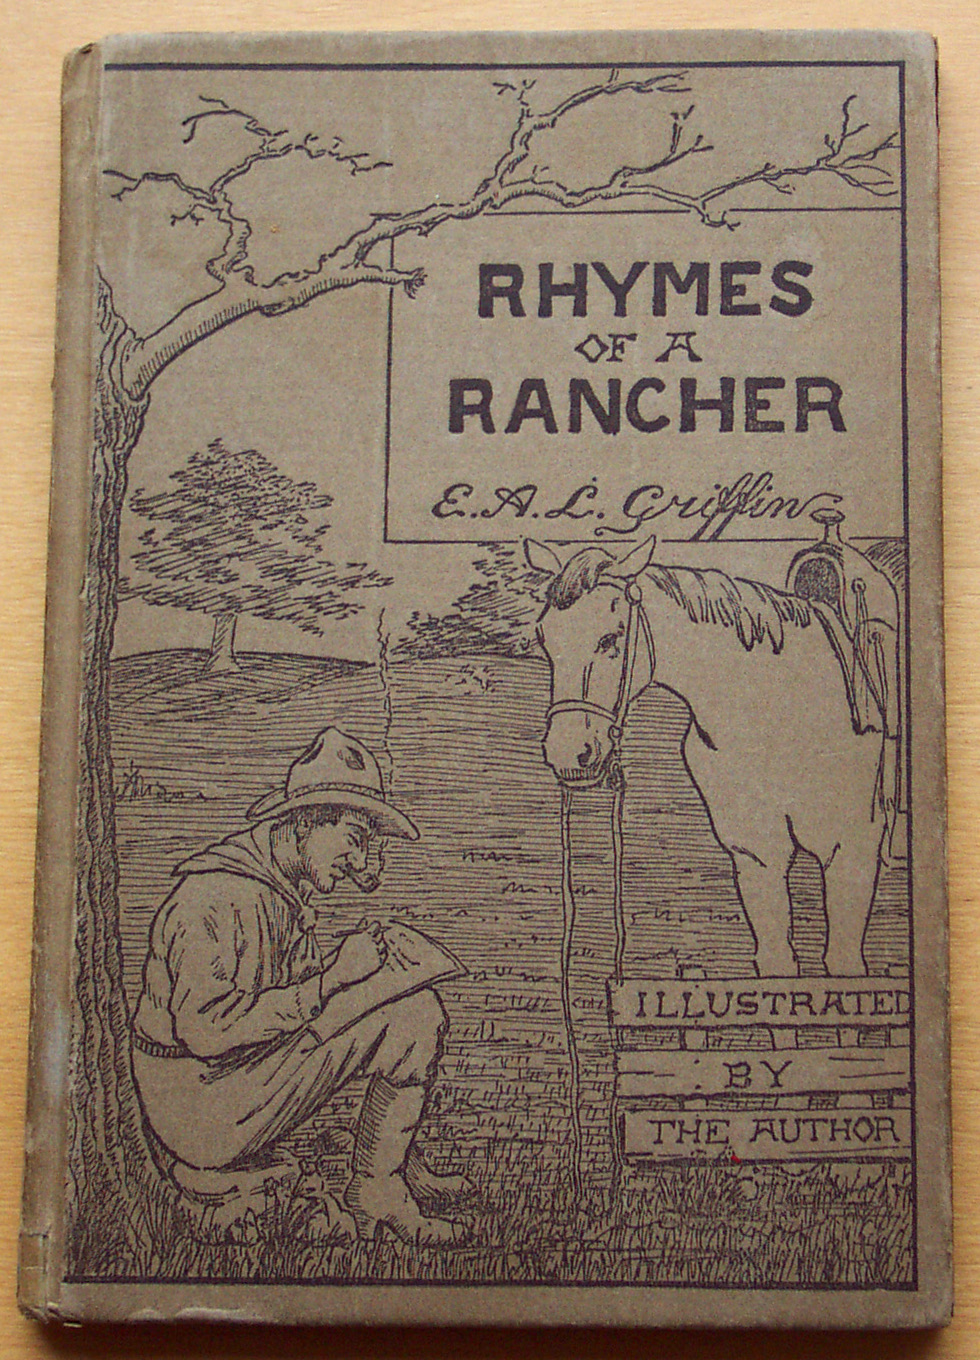 RHYMES
OF A
RANCHER
E. A. L. Griffin
ILLUSTRATED
BY
THE AUTHOR